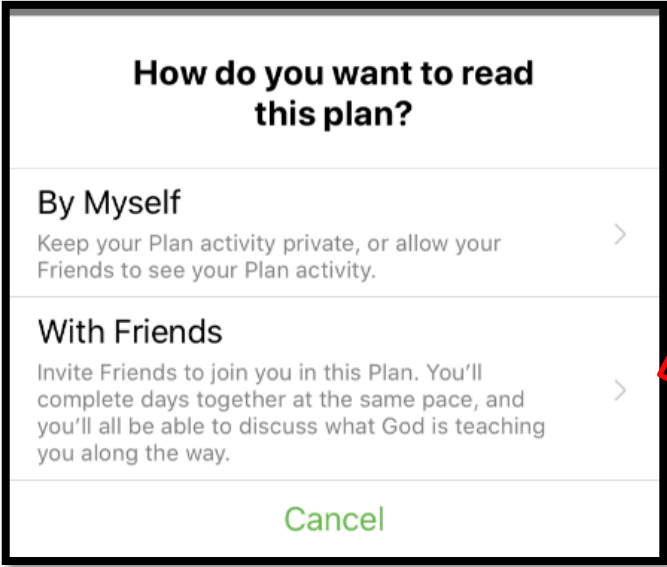 How do you want to read
this plan?
By Myself
Keep your Plan activity private, or allow your
Friends to see your Plan activity.
With Friends
Invite Friends to join you in this Plan. You’ll
complete days together at the same pace, and
you’ll all be able to discuss what God is teaching
you along the way.
Cancel